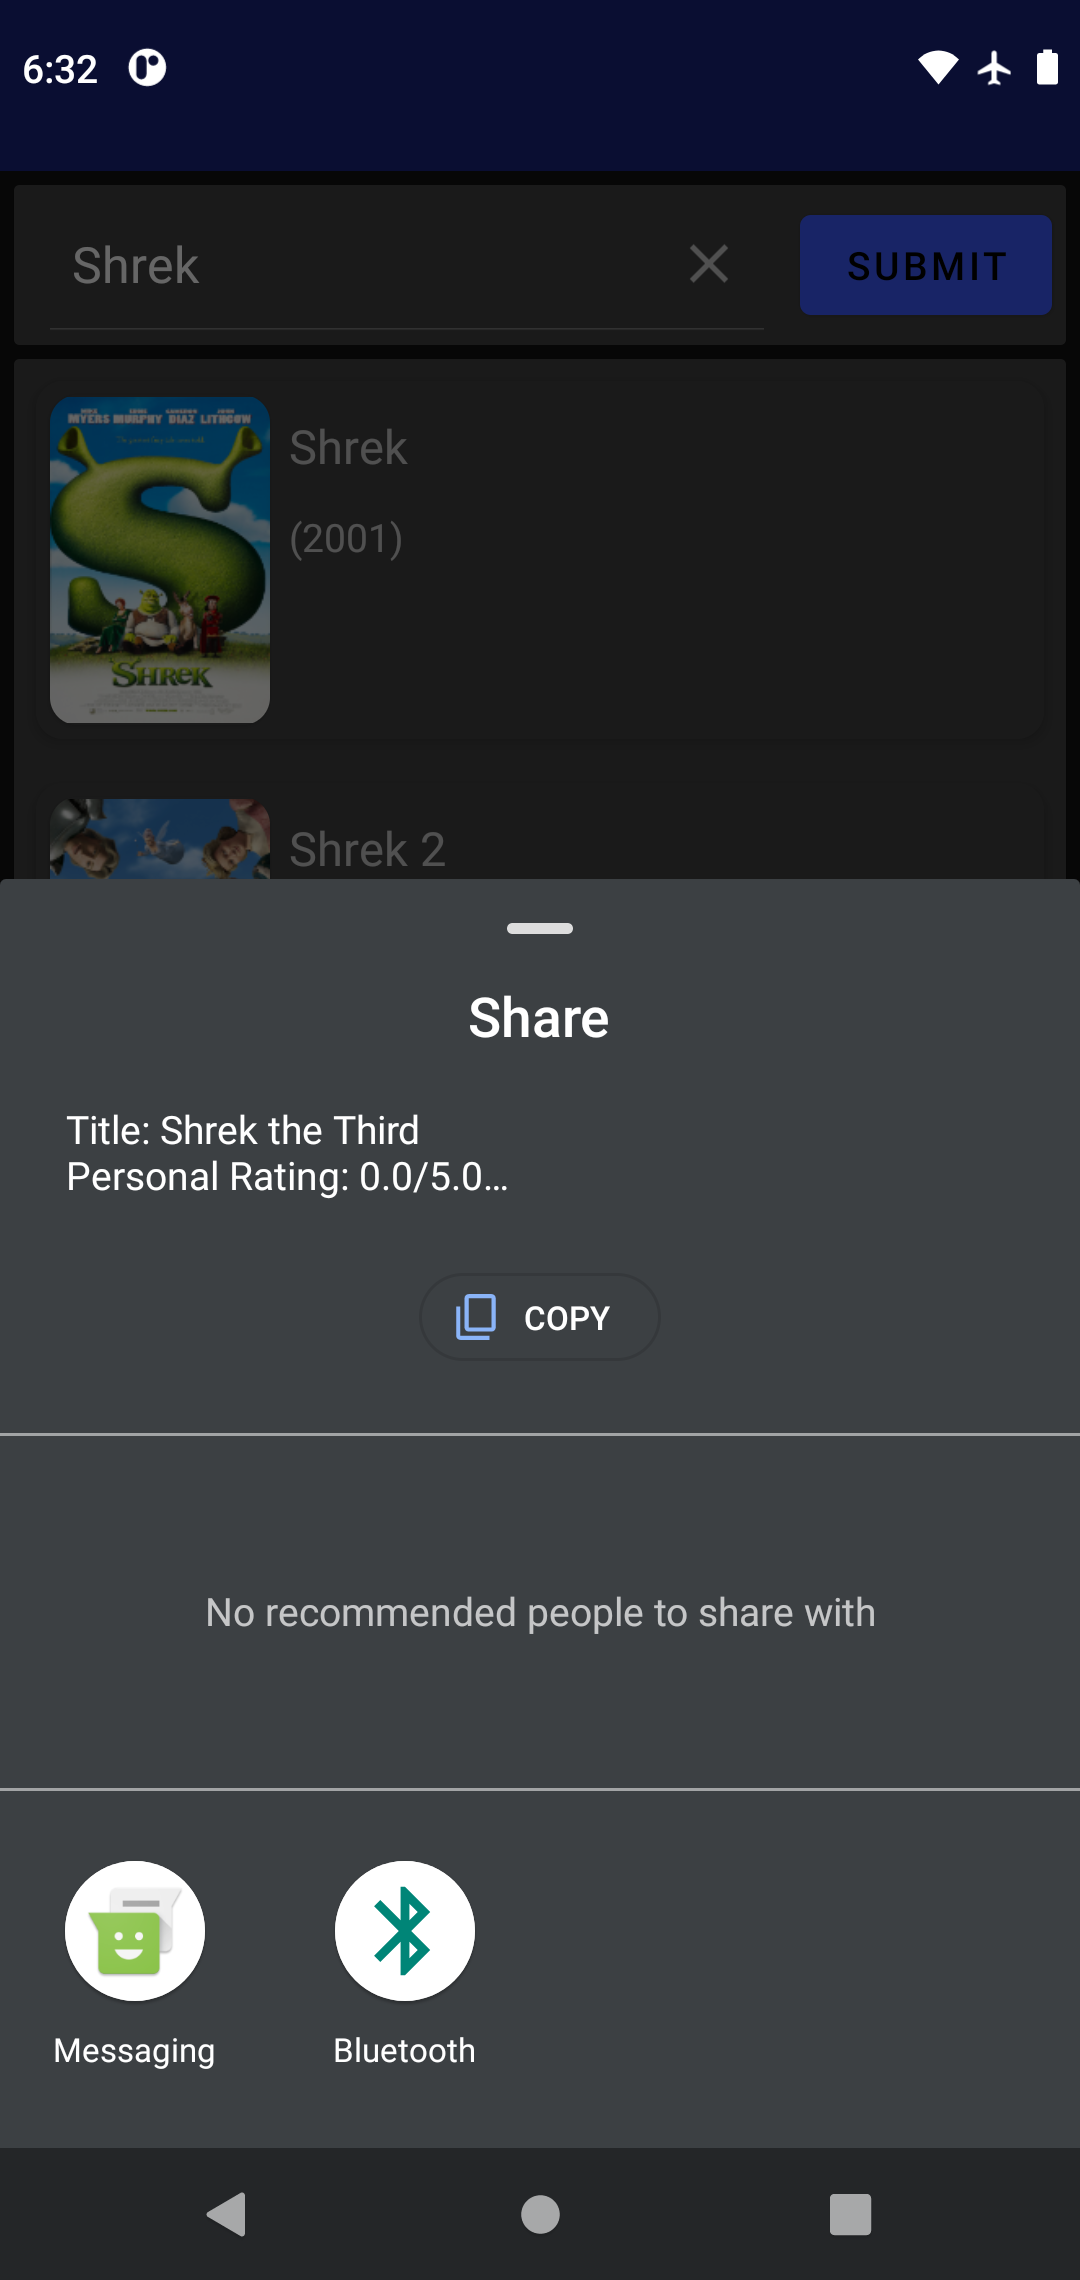 6:32
Shrek
SUBMIT
MYERS MURPHY DIAZ LITHGOW
SHREK
Shrek
(2001)
Shrek 2
Share
Title: Shrek the Third
Personal Rating: 0.0/5.0...
COPY
No recommended people to share with
Messaging
Bluetooth